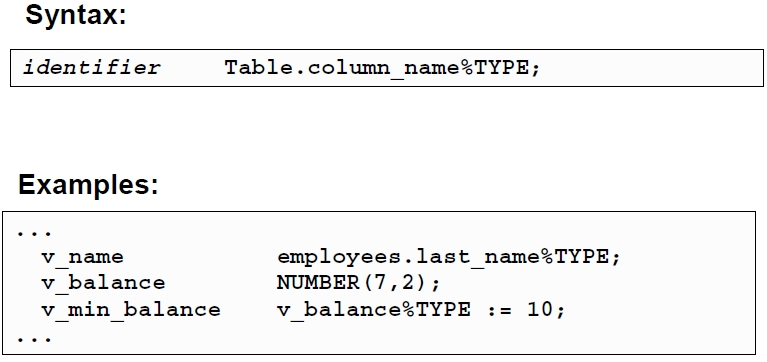 Syntax:
identifier Table.column_name%TYPE;
Examples:
...
v_name employees.last_name%TYPE;
v_balance NUMBER(7,2);
v_min_balance v_balance%TYPE := 10;
...